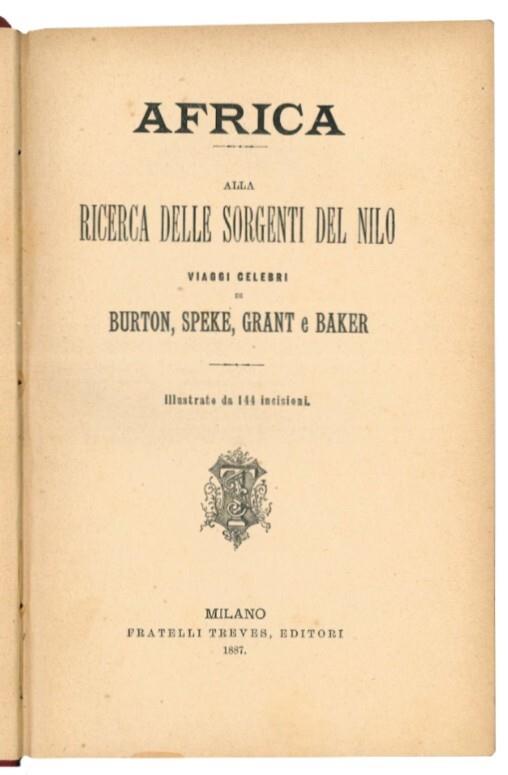 AFRICA
ALLA
RICERCA DELLE SORGENTI DEL NILO
VIAGGI CELEBRI
DI
BURTON, SPEKE, GRANT e BAKER
Illustrato da 144 incisioni.
MILANO
FRATELLI TREVES, EDITORI
1887.